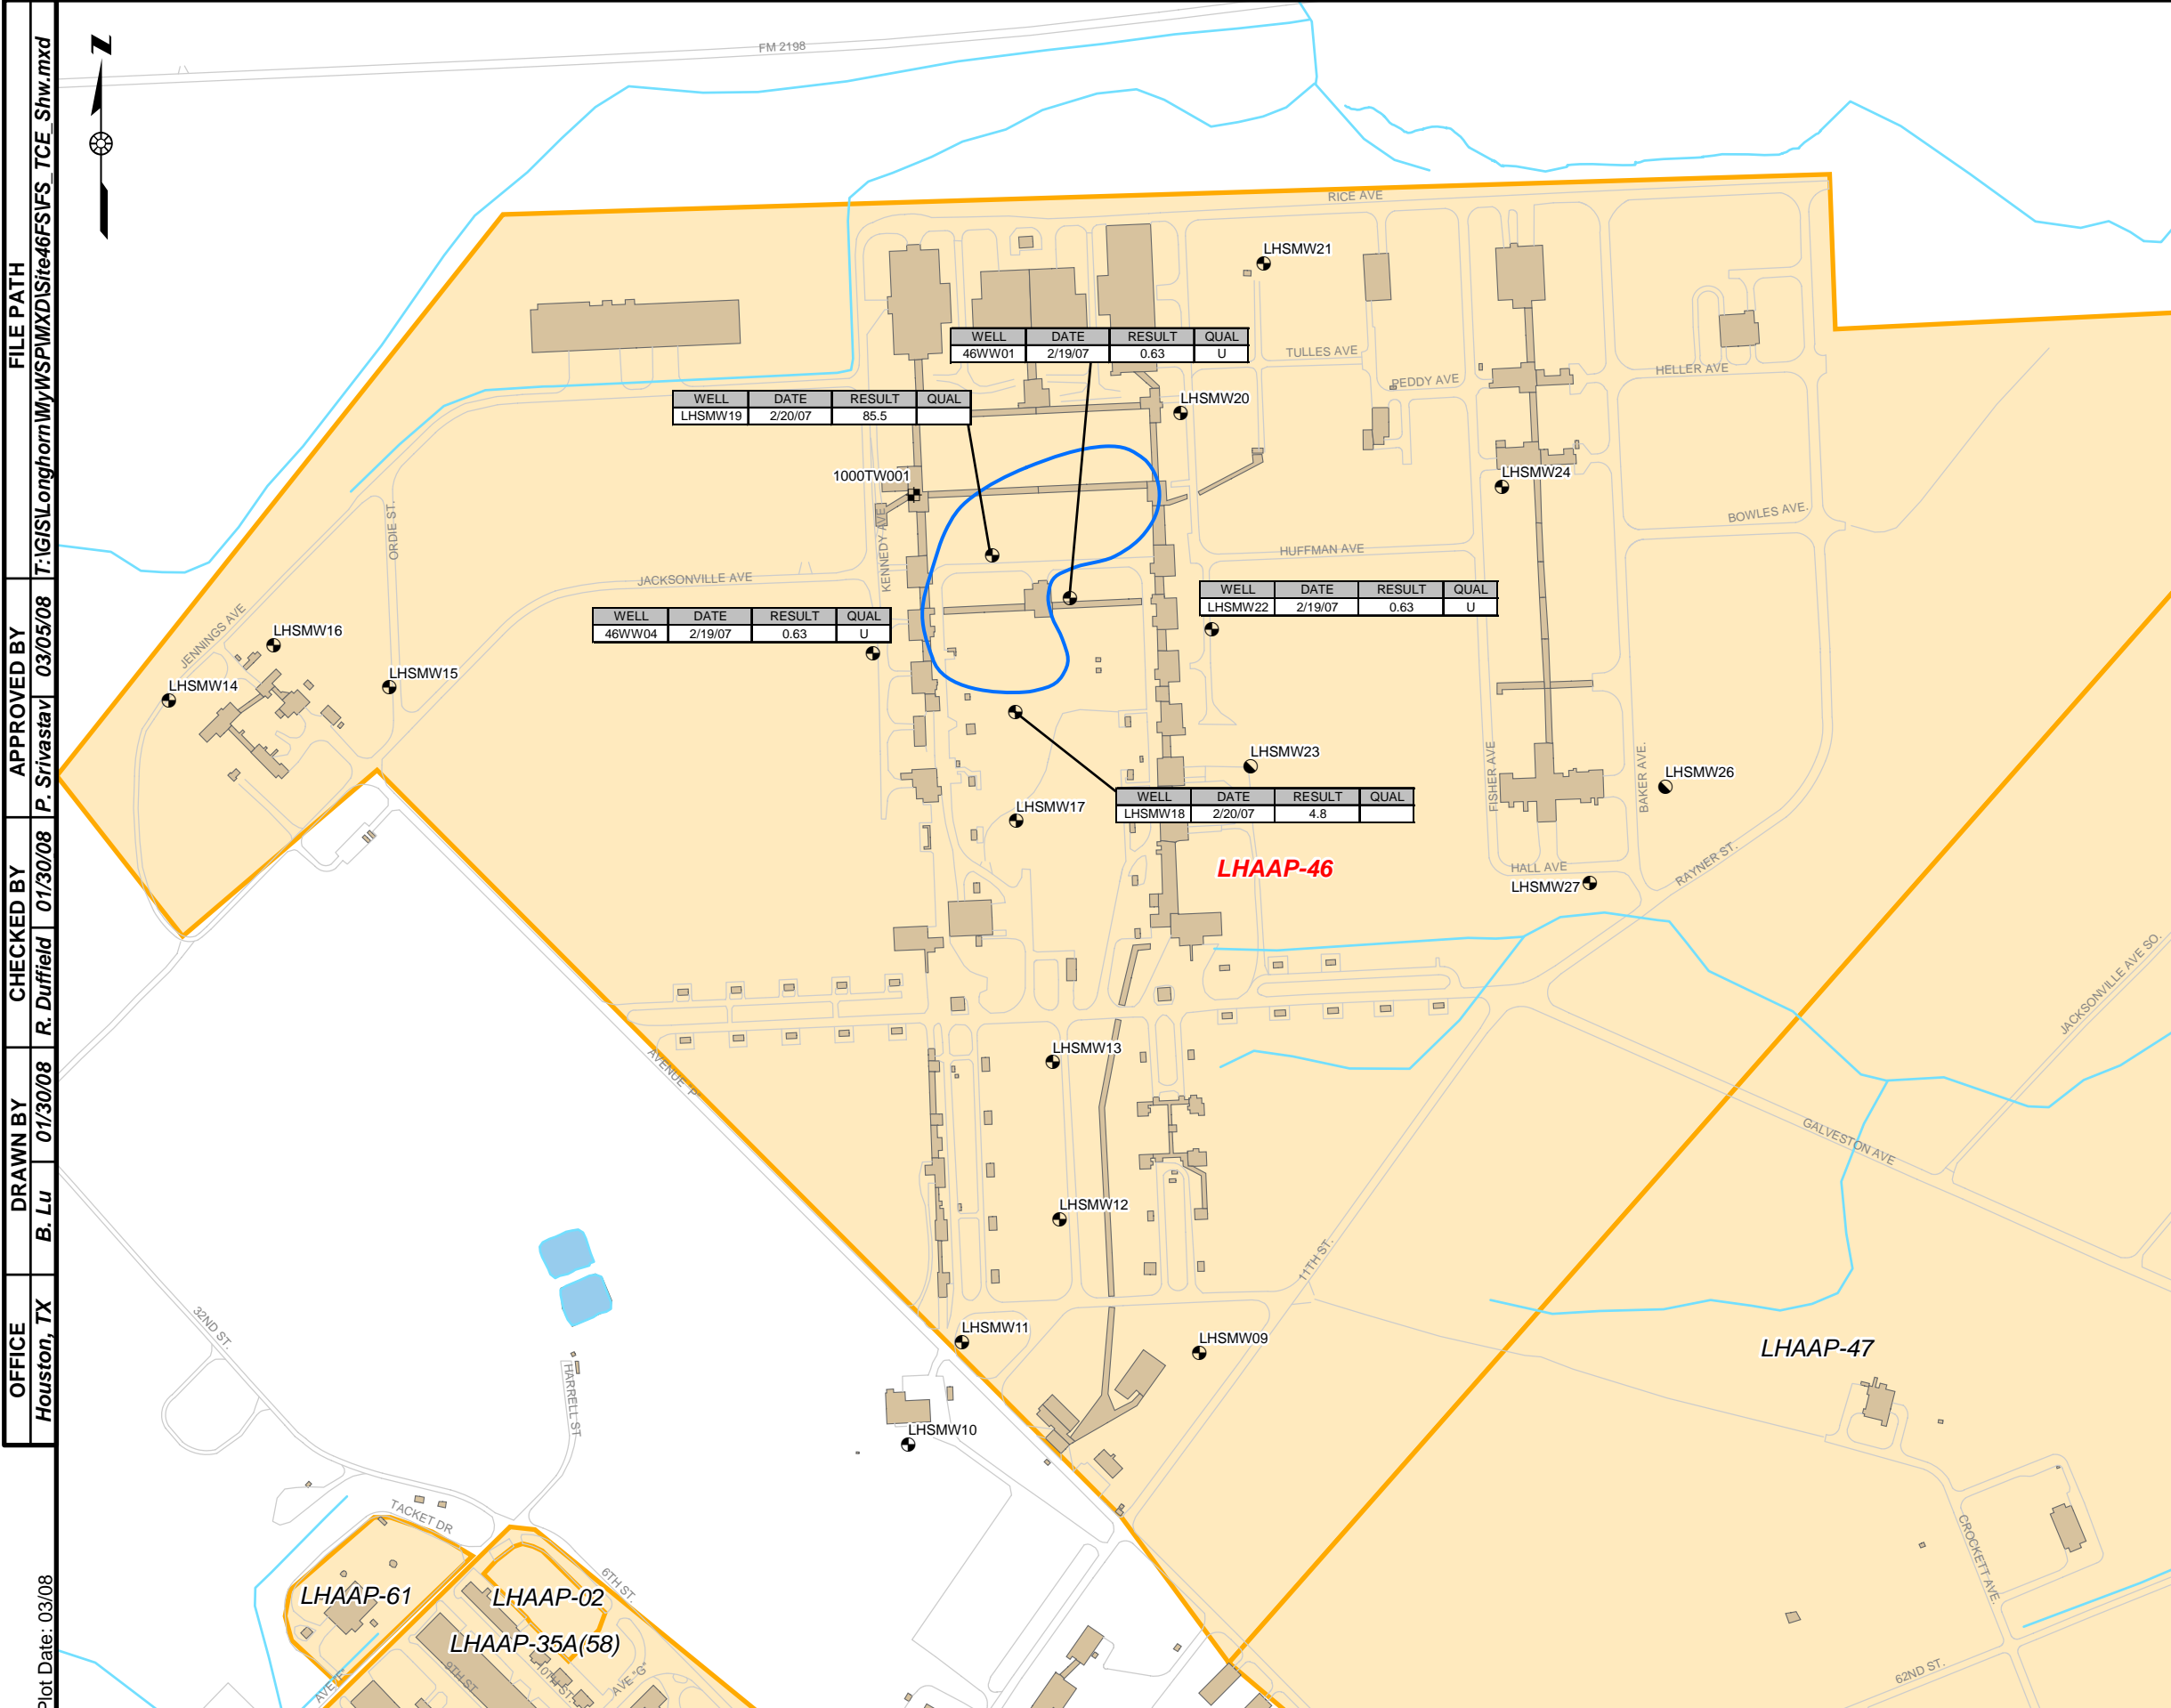 FILE PATH
T:\GIS\Longhorn\MyWSP\MXD\Site46FS\FS_TCE_Shw.mxd
APPROVED BY
P. Srivastav 03/05/08
CHECKED BY
R. Duffield 01/30/08
DRAWN BY
B. Lu 01/30/08
OFFICE
Houston, TX
Plot Date: 03/08
N
FM 2198
RICE AVE
LHSMW21
WELL DATE RESULT QUAL
46WW01 2/19/07 0.63 U
TULLES AVE
PEDDY AVE
HELLER AVE
WELL DATE RESULT QUAL
LHSMW19 2/20/07 85.5
LHSMW20
1000TW001
LHSMW24
BOWLES AVE.
ORDIE ST.
KENNEDY AVE.
HUFFMAN AVE
JACKSONVILLE AVE
WELL DATE RESULT QUAL
LHSMW22 2/19/07 0.63 U
WELL DATE RESULT QUAL
46WW04 2/19/07 0.63 U
JENNINGS AVE
LHSMW16
LHSMW15
LHSMW14
LHSMW23
FISHER AVE
BAKER AVE.
LHSMW26
WELL DATE RESULT QUAL
LHSMW18 2/20/07 4.8
LHSMW17
LHAAP-46
HALL AVE
RAYNER ST.
LHSMW27
JACKSONVILLE AVE SO.
AVENUE "P"
LHSMW13
GALVESTON AVE
LHSMW12
11TH ST.
32ND ST.
LHSMW11
LHSMW09
LHAAP-47
HARRELL ST
LHSMW10
TACKET DR
CROCKETT AVE.
LHAAP-61
LHAAP-02
6TH ST.
LHAAP-35A(58)
9TH ST
10TH ST.
AVE "G"
62ND ST.